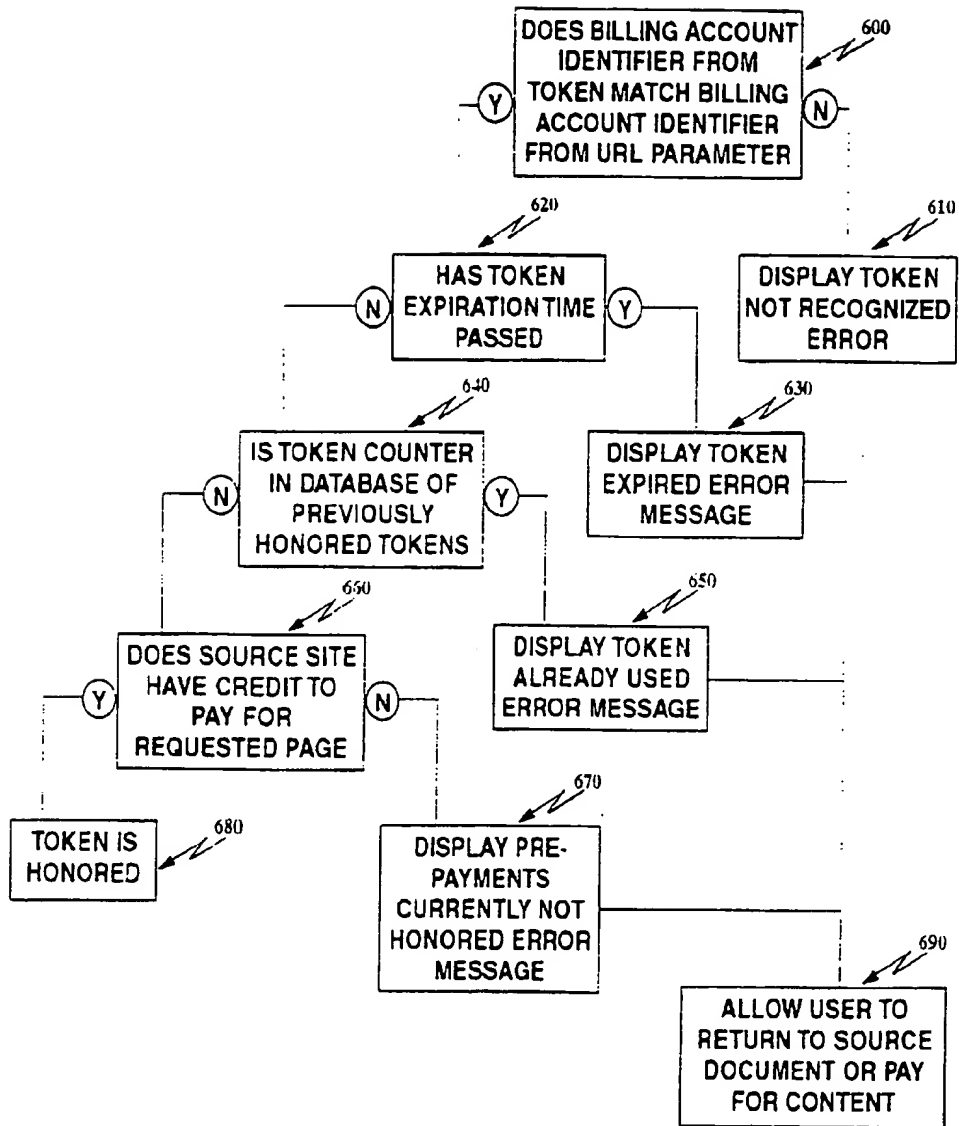 DOES BILLING ACCOUNT
IDENTIFIER FROM
TOKEN MATCH BILLING
ACCOUNT IDENTIFIER
FROM URL PARAMETER
600
Y
N
620
HAS TOKEN
EXPIRATION TIME
PASSED
N
Y
610
DISPLAY TOKEN
NOT RECOGNIZED
ERROR
640
IS TOKEN COUNTER
IN DATABASE OF
PREVIOUSLY
HONORED TOKENS
N
Y
630
DISPLAY TOKEN
EXPIRED ERROR
MESSAGE
660
DOES SOURCE SITE
HAVE CREDIT TO
PAY FOR
REQUESTED PAGE
Y
N
650
DISPLAY TOKEN
ALREADY USED
ERROR MESSAGE
TOKEN IS
HONORED
680
670
DISPLAY PRE-
PAYMENTS
CURRENTLY NOT
HONORED ERROR
MESSAGE
690
ALLOW USER TO
RETURN TO SOURCE
DOCUMENT OR PAY
FOR CONTENT